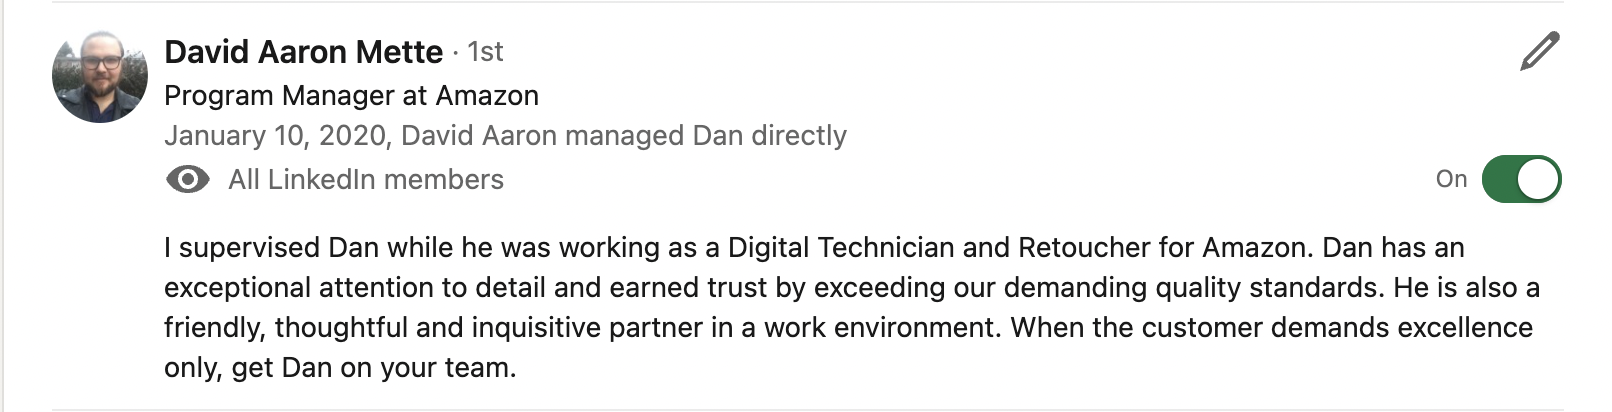 David Aaron Mette · 1st
Program Manager at Amazon
January 10, 2020, David Aaron managed Dan directly
All LinkedIn members
On
I supervised Dan while he was working as a Digital Technician and Retoucher for Amazon. Dan has an
exceptional attention to detail and earned trust by exceeding our demanding quality standards. He is also a
friendly, thoughtful and inquisitive partner in a work environment. When the customer demands excellence
only, get Dan on your team.